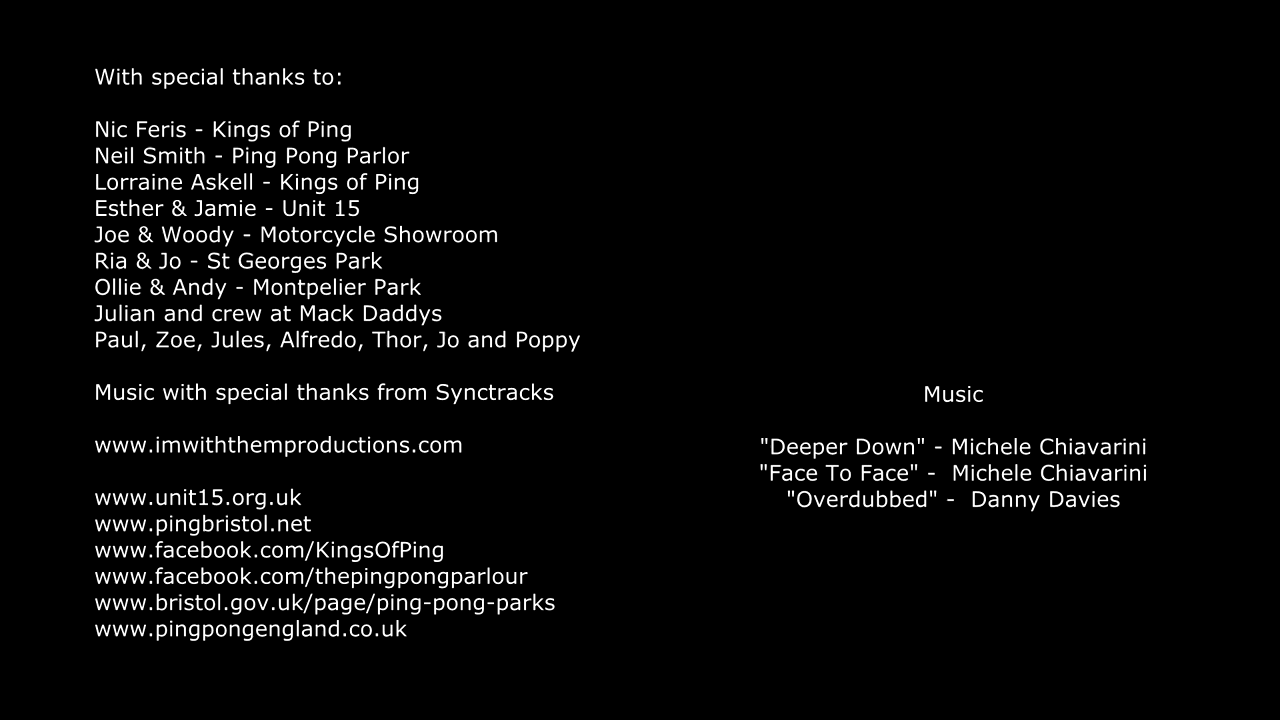 With special thanks to:
Nic Feris - Kings of Ping
Neil Smith - Ping Pong Parlor
Lorraine Askell - Kings of Ping
Esther & Jamie - Unit 15
Joe & Woody - Motorcycle Showroom
Ria & Jo - St Georges Park
Ollie & Andy - Montpelier Park
Julian and crew at Mack Daddys
Paul, Zoe, Jules, Alfredo, Thor, Jo and Poppy
Music with special thanks from Synctracks
www.imwiththemproductions.com
www.unit15.org.uk
www.pingbristol.net
www.facebook.com/KingsOfPing
www.facebook.com/thepingpongparlour
www.bristol.gov.uk/page/ping-pong-parks
www.pingpongengland.co.uk
Music
"Deeper Down" - Michele Chiavarini
"Face To Face" -  Michele Chiavarini
"Overdubbed" -  Danny Davies